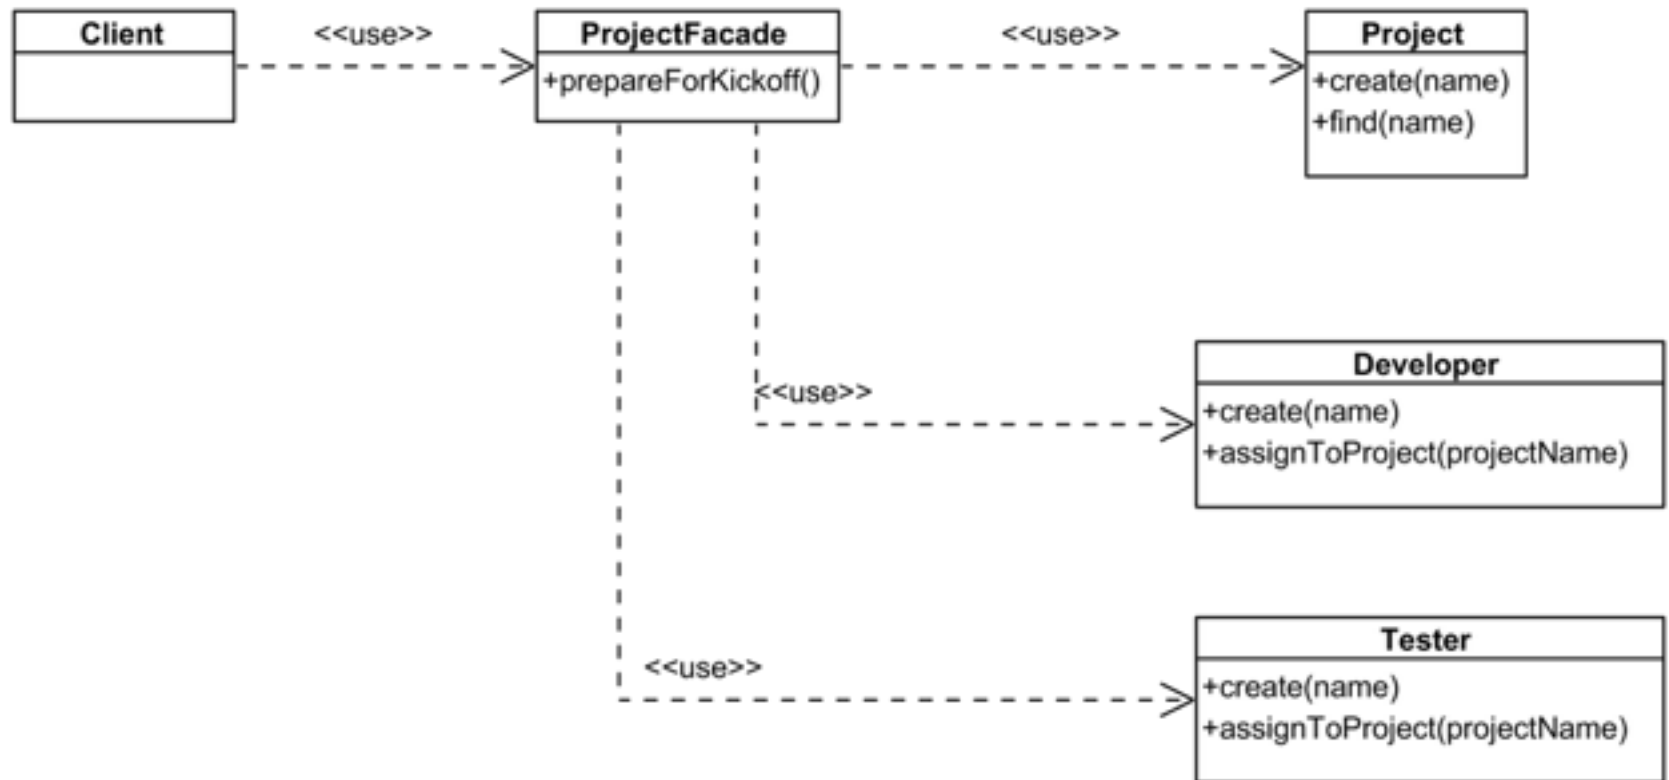 Client
<<use>>
ProjectFacade
+prepareForKickoff()
<<use>>
Project
+create(name)
+find(name)
<<use>>
Developer
+create(name)
+assignToProject(projectName)
<<use>>
Tester
+create(name)
+assignToProject(projectName)